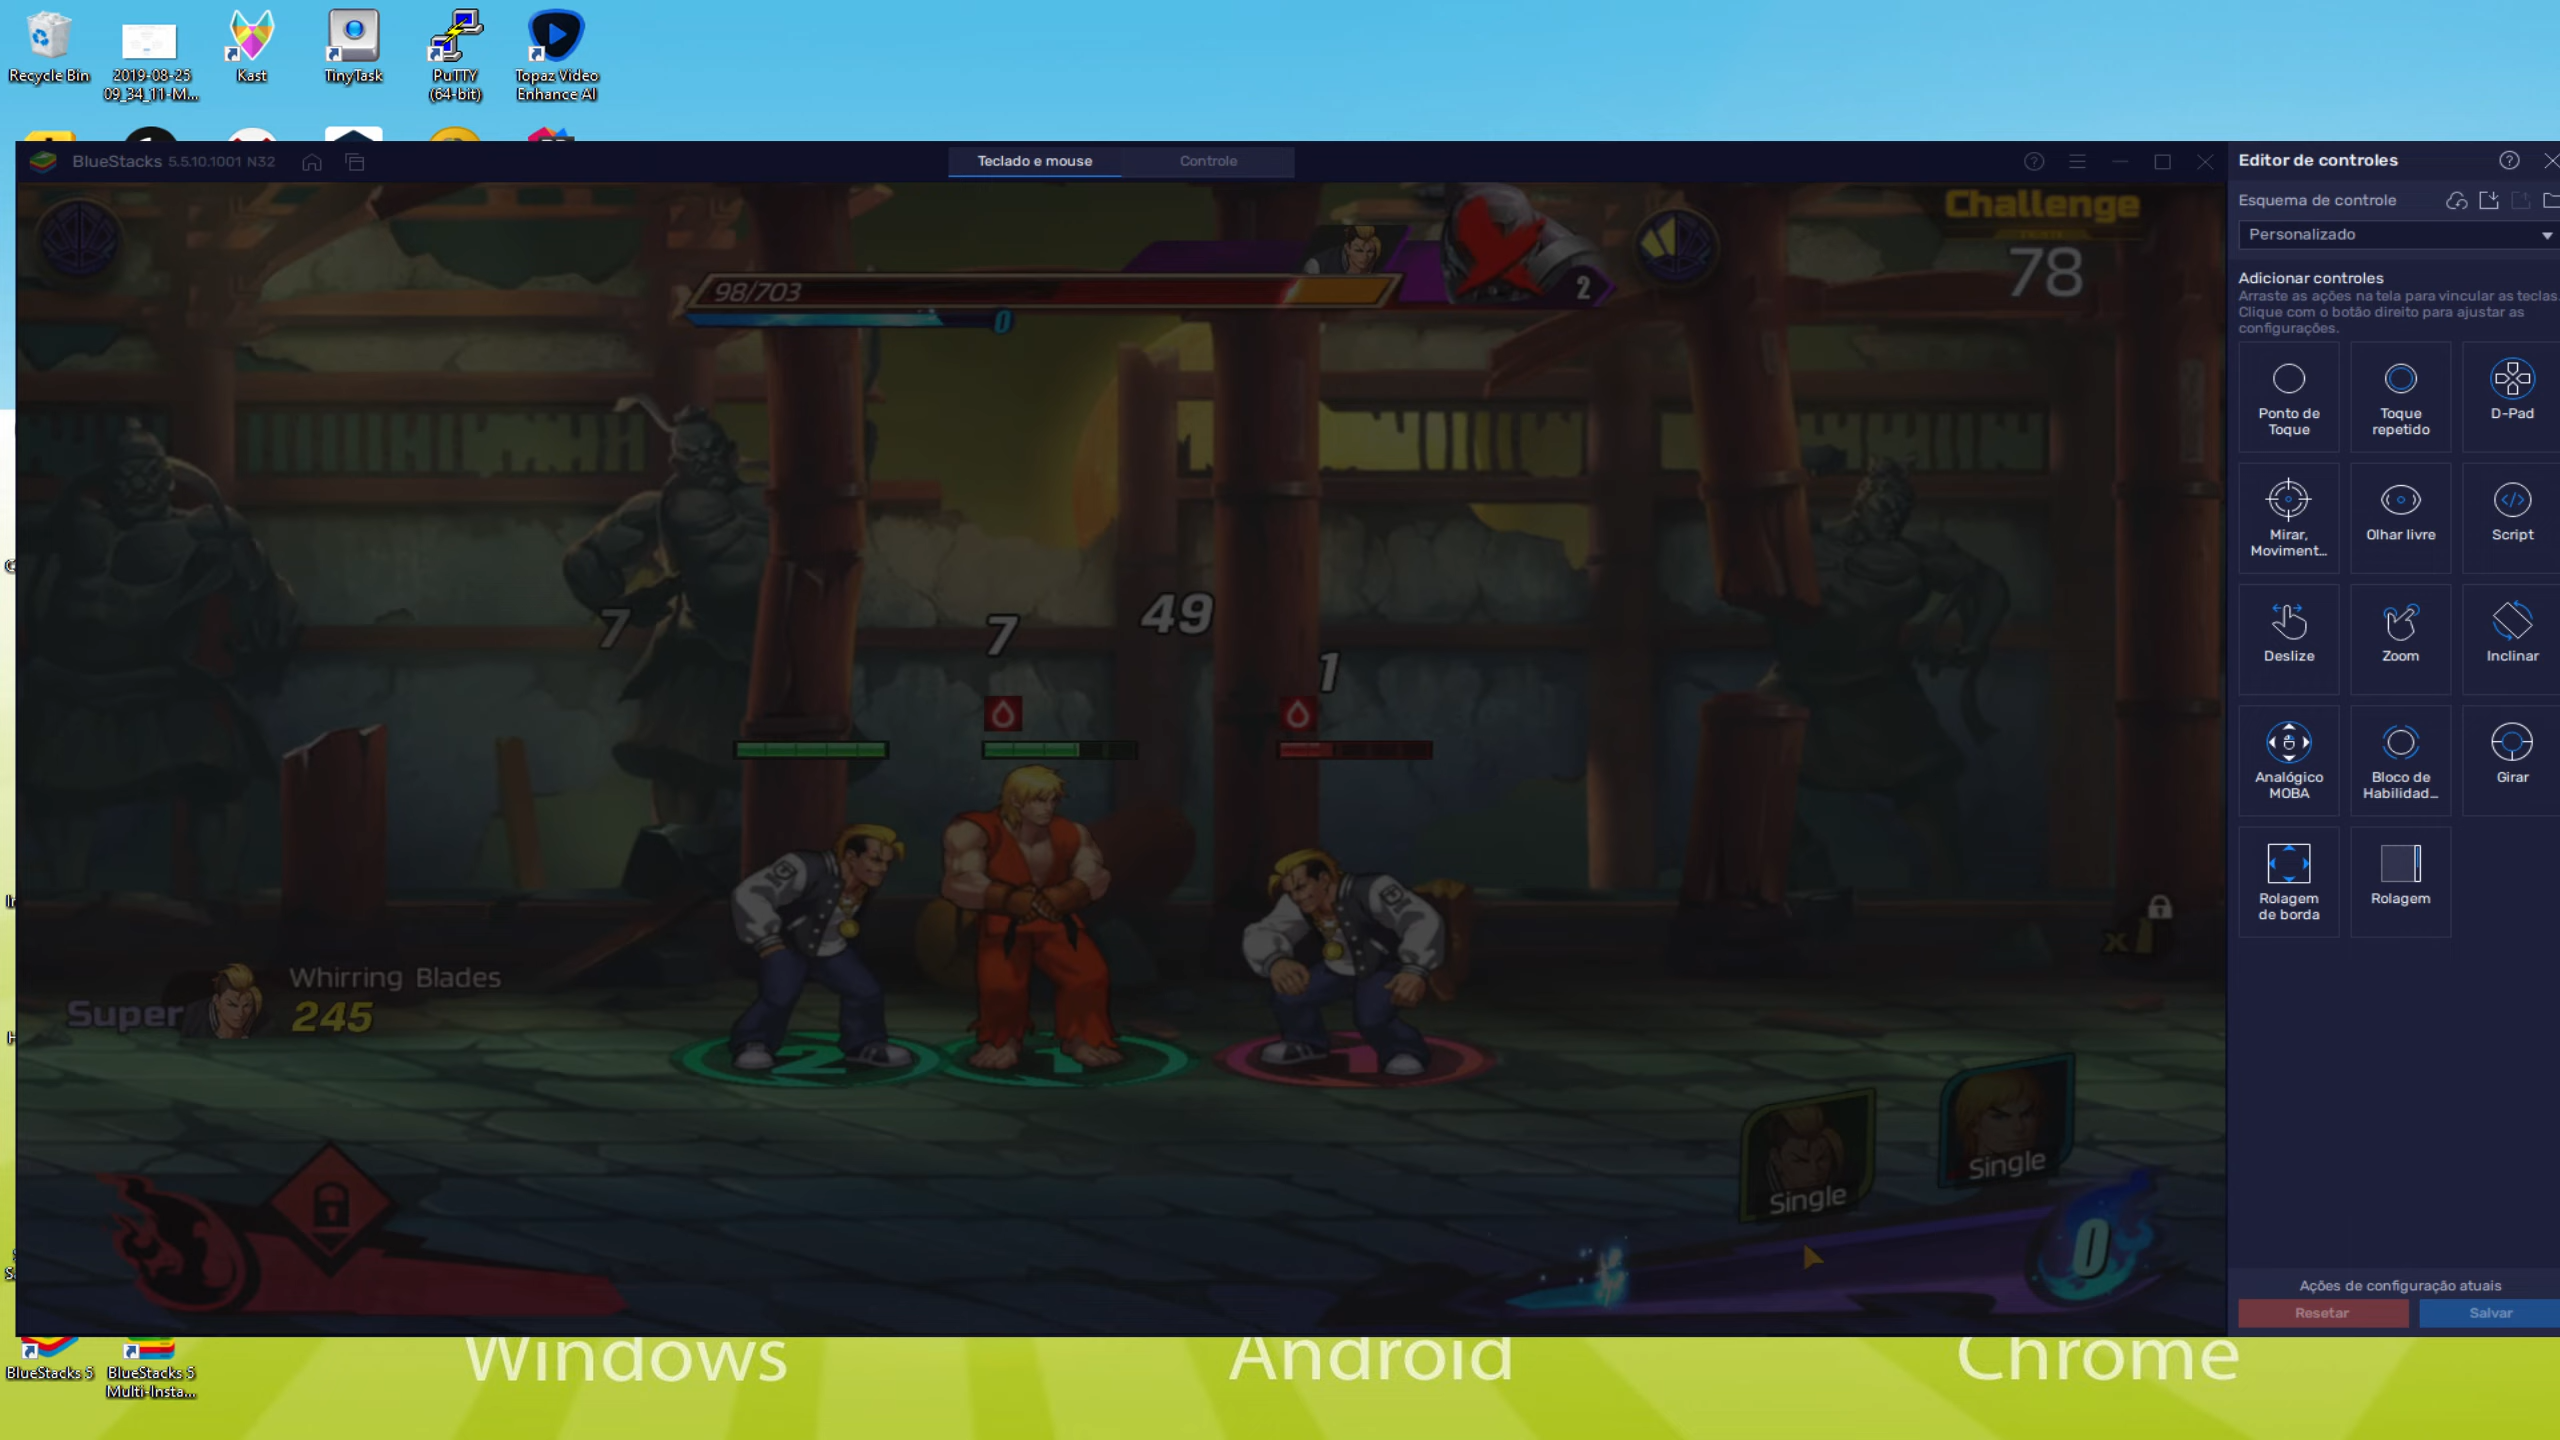 Recycle Bin
2019-08-25
09_34_11-M...
Kast
TinyTask
PuTTY
(64-bit)
Topaz Video
Enhance AI
BlueStacks 5.5.10.1001 N32
Teclado e mouse
Controle
Editor de controles
Esquema de controle
Personalizado
Adicionar controles
Arraste as ações na tela para vincular as teclas.
Clique com o botão direito para ajustar as
configurações.
Ponto de
Toque
Toque
repetido
D-Pad
Mirar,
Moviment...
Olhar livre
Script
Deslize
Zoom
Inclinar
Analógico
MOBA
Bloco de
Habilidad...
Girar
Rolagem
de borda
Rolagem
Ações de configuração atuais
Resetar
Salvar
Challenge
78
98/703
0
2
7
7
49
1
Whirring Blades
Super
245
2
1
1
x
Single
Single
0
BlueStacks 5
BlueStacks 5
Multi-Insta...
Windows
Android
Chrome